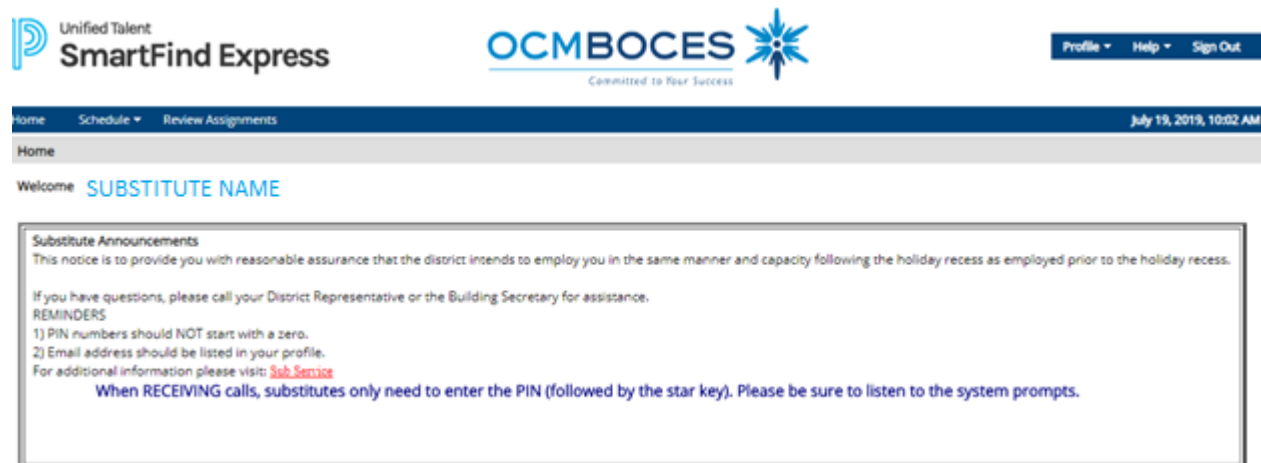 Unified Talent
SmartFind Express
OCMBOCES
Committed to Your Success
Profile Help Sign Out
Home Schedule Review Assignments July 19, 2019, 10:02 AM
Home
Welcome SUBSTITUTE NAME
Substitute Announcements
This notice is to provide you with reasonable assurance that the district intends to employ you in the same manner and capacity following the holiday recess as employed prior to the holiday recess.
If you have questions, please call your District Representative or the Building Secretary for assistance.
REMINDERS
1) PIN numbers should NOT start with a zero.
2) Email address should be listed in your profile.
For additional information please visit: Sub Service
When RECEIVING calls, substitutes only need to enter the PIN (followed by the star key). Please be sure to listen to the system prompts.